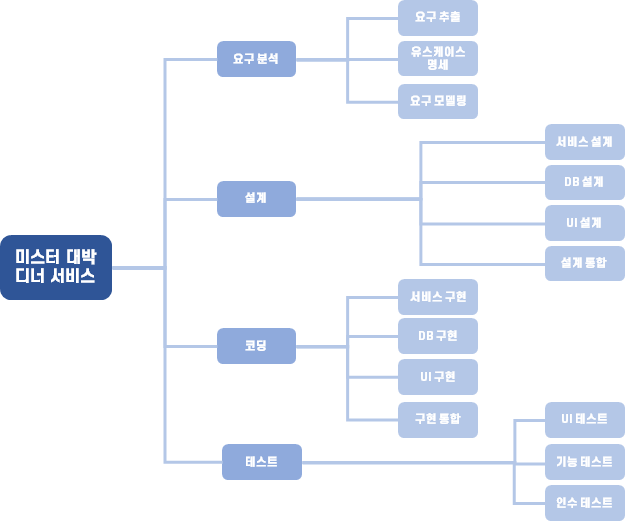 미스터 대박
디너 서비스
요구 분석
요구 추출
유스케이스
명세
요구 모델링
설계
서비스 설계
DB 설계
UI 설계
설계 통합
코딩
서비스 구현
DB 구현
UI 구현
구현 통합
테스트
UI 테스트
기능 테스트
인수 테스트